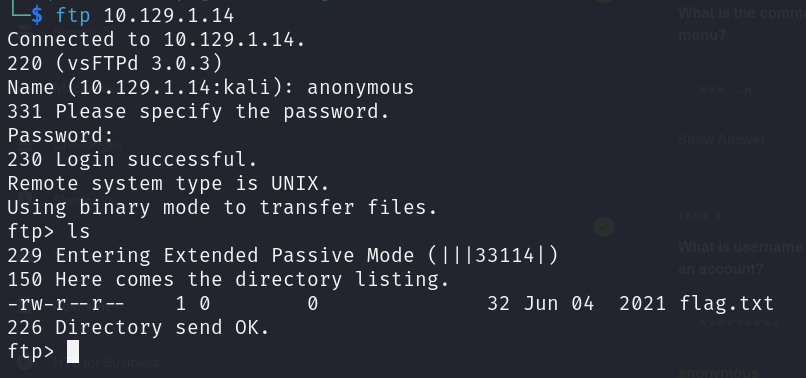 └─$ ftp 10.129.1.14
Connected to 10.129.1.14.
220 (vsFTPd 3.0.3)
Name (10.129.1.14:kali): anonymous
331 Please specify the password.
Password:
230 Login successful.
Remote system type is UNIX.
Using binary mode to transfer files.
ftp> ls
229 Entering Extended Passive Mode (|||33114|)
150 Here comes the directory listing.
-rw-r--r--    1 0        0              32 Jun 04  2021 flag.txt
226 Directory send OK.
ftp>
What is the comm
menu?
*** -h
Show Answer
What is username
an account?
********s
anonymous
for Business